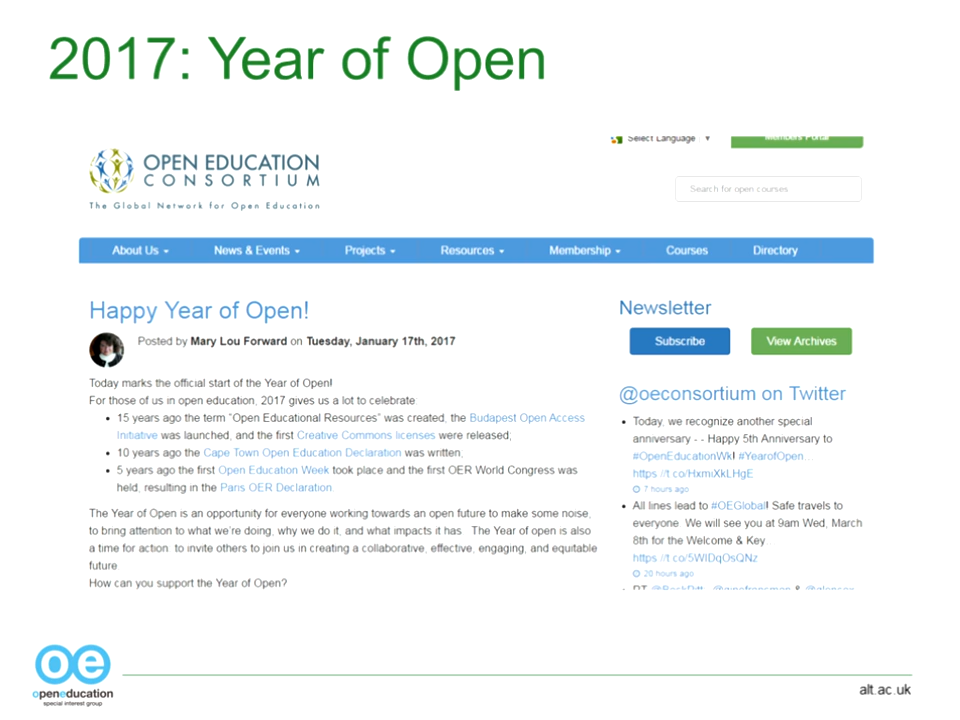 2017: Year of Open
Select Language ▼
Members Portal
OPEN EDUCATION
CONSORTIUM
The Global Network for Open Education
Search for open courses
About Us
News & Events
Projects
Resources
Membership
Courses
Directory
Happy Year of Open!
Posted by Mary Lou Forward on Tuesday, January 17th, 2017
Today marks the official start of the Year of Open!
For those of us in open education, 2017 gives us a lot to celebrate:
• 15 years ago the term "Open Educational Resources" was created, the Budapest Open Access
Initiative was launched, and the first Creative Commons licenses were released;
• 10 years ago the Cape Town Open Education Declaration was written;
• 5 years ago the first Open Education Week took place and the first OER World Congress was
held, resulting in the Paris OER Declaration.
The Year of Open is an opportunity for everyone working towards an open future to make some noise,
to bring attention to what we're doing, why we do it, and what impacts it has. The Year of open is also
a time for action: to invite others to join us in creating a collaborative, effective, engaging, and equitable
future.
How can you support the Year of Open?
Newsletter
Subscribe
View Archives
@oeconsortium on Twitter
• Today, we recognize another special
anniversary - - Happy 5th Anniversary to
#OpenEducationWk! #YearofOpen…
https://t.co/HxmiXkLHgE
7 hours ago
• All lines lead to #OEGlobal! Safe travels to
everyone. We will see you at 9am Wed, March
8th for the Welcome & Key.
https://t.co/5WIDqOsQNz
20 hours ago
oe
openeducation
special interest group
alt.ac.uk